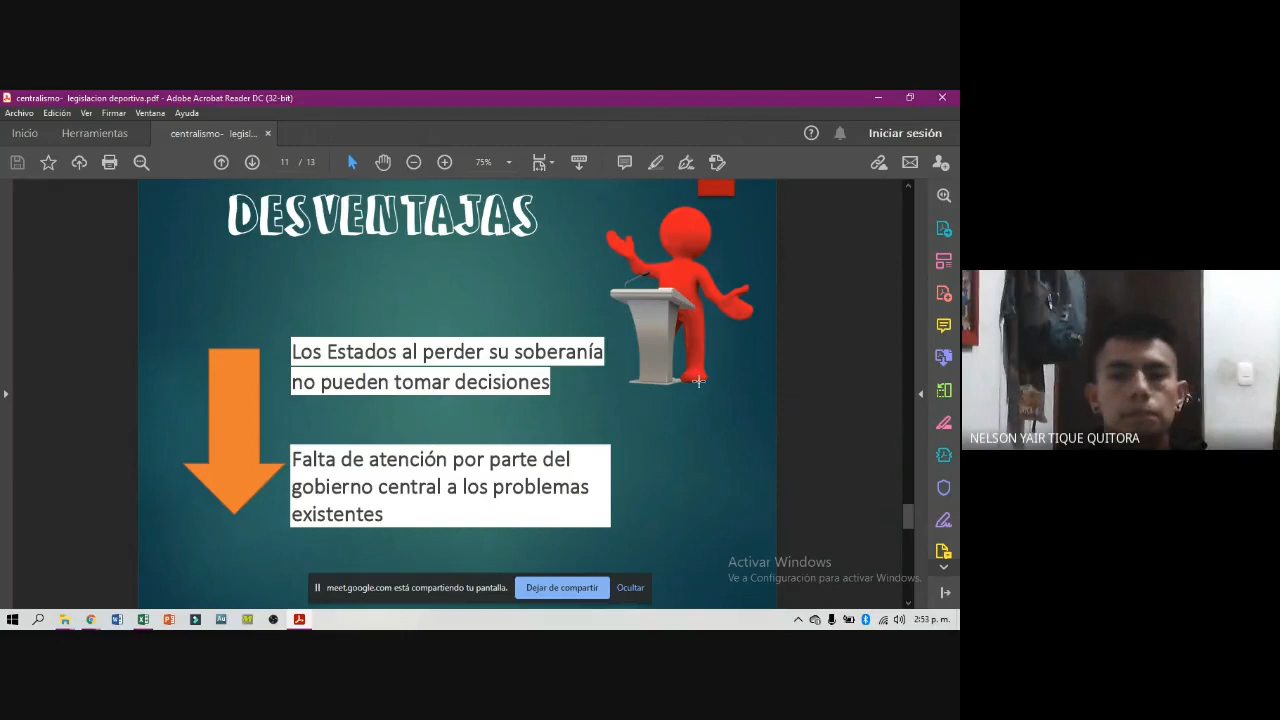 centralismo- legislacion deportiva.pdf - Adobe Acrobat Reader DC (32-bit)
Archivo Edición Ver Firmar Ventana Ayuda
Inicio Herramientas centralismo- legisl... Iniciar sesión
11 / 13 75%
DESVENTAJAS
Los Estados al perder su soberanía
no pueden tomar decisiones
Falta de atención por parte del
gobierno central a los problemas
existentes
NELSON YAIR TIQUE QUITORA
Activar Windows
Ve a Configuración para activar Windows.
meet.google.com está compartiendo tu pantalla. Dejar de compartir Ocultar
2:53 p. m.